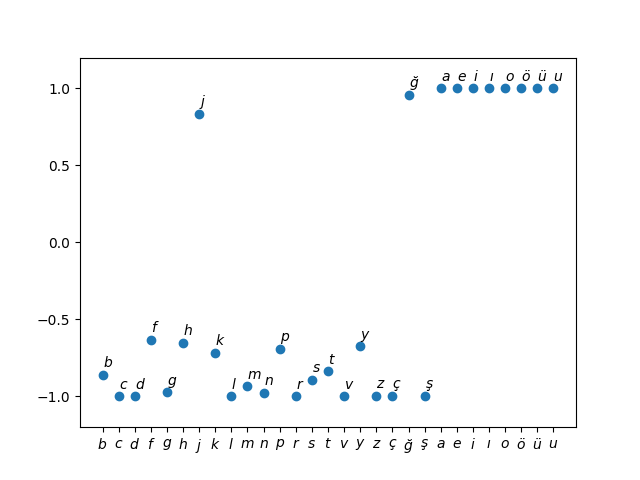 1.0
0.5
0.0
−0.5
−1.0
j
ğ
a e i ı o ö ü u
b
c
d
f
g
h
k
l
m
n
p
r
s
t
v
y
z
ç
ş
b c d f g h j k l m n p r s t v y z ç ğ ş a e i ı o ö ü u